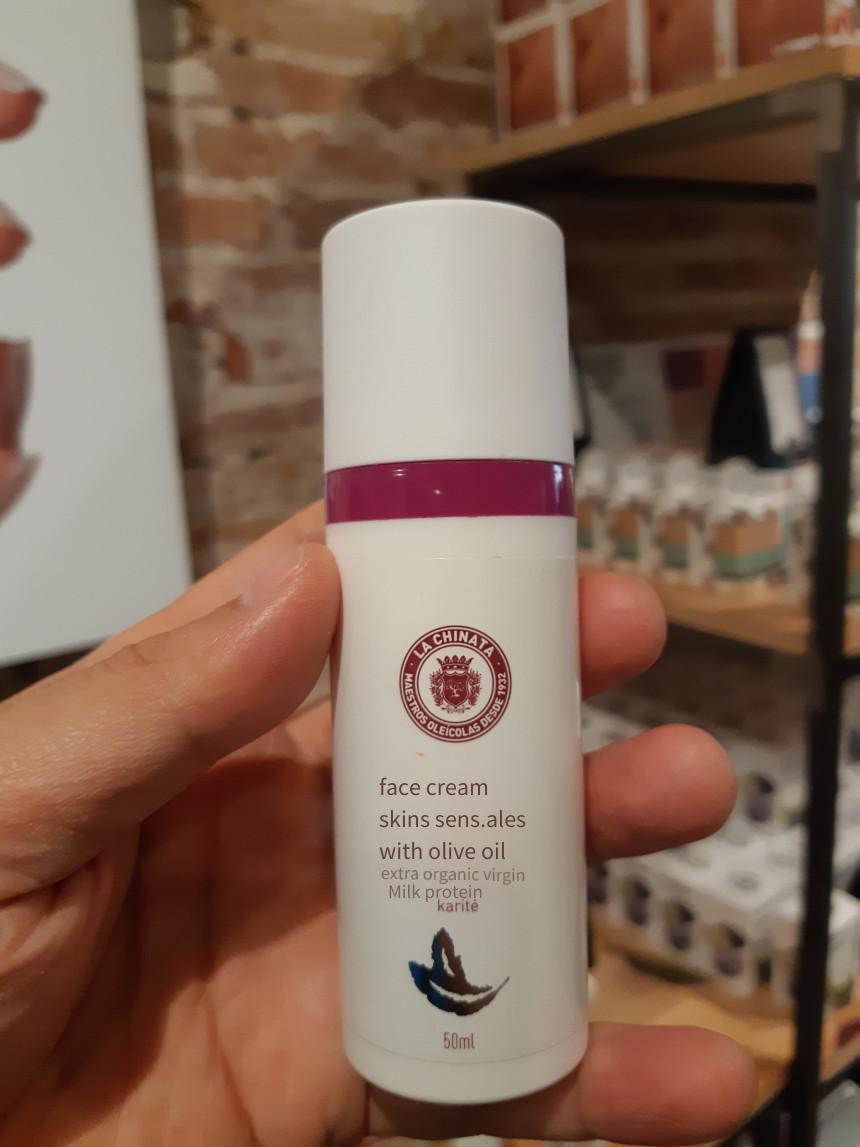 LA CHINATA
MAESTROS OLEÍCOLAS DESDE 1932
face cream
skins sens.ales
with olive oil
extra organic virgin
Milk protein
karité
50ml